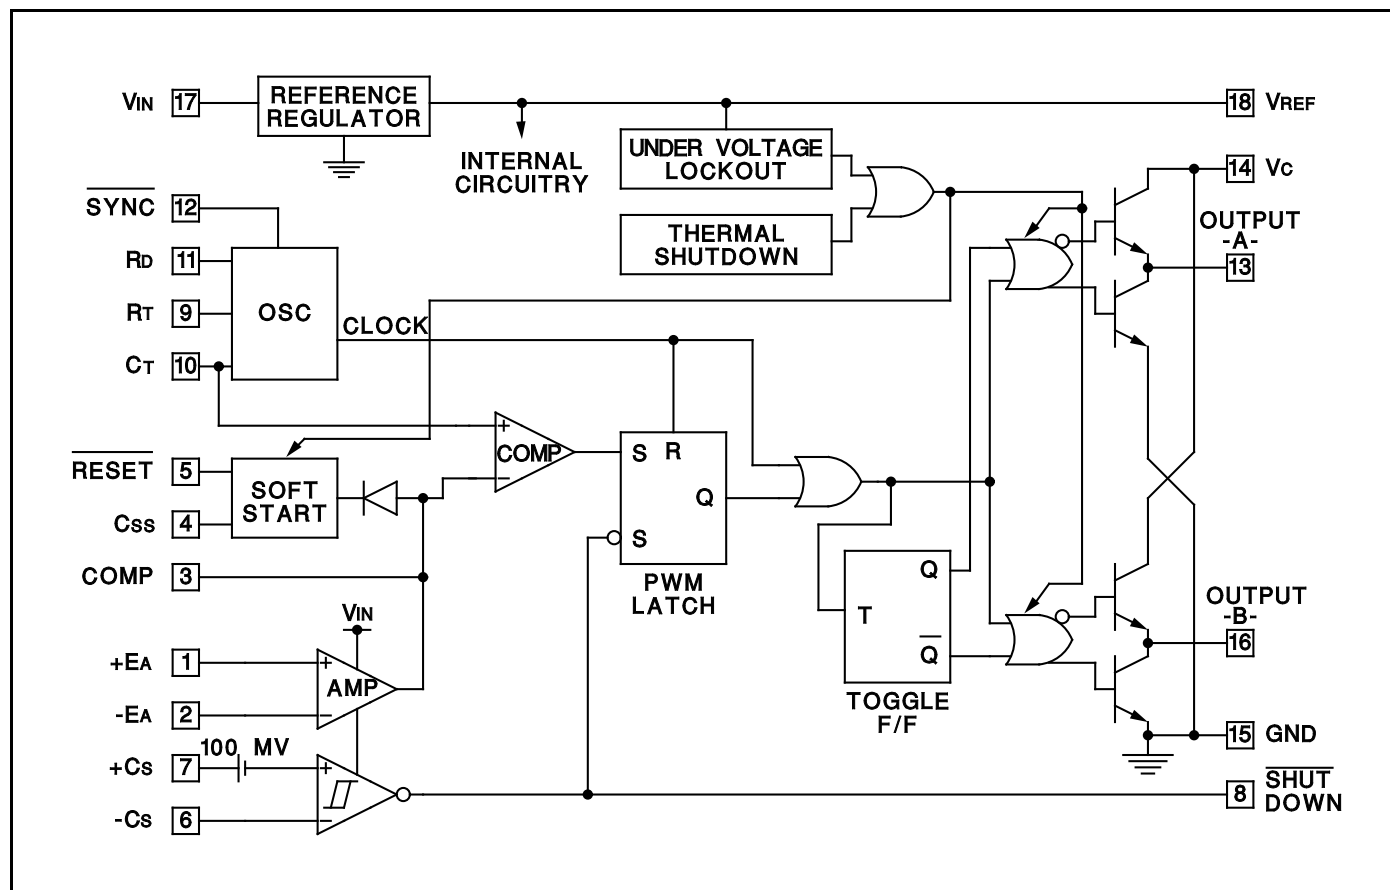 VIN 17
REFERENCE
REGULATOR
18 VREF
INTERNAL
CIRCUITRY
UNDER VOLTAGE
LOCKOUT
14 VC
SYNC 12
OUTPUT
-A-
13
THERMAL
SHUTDOWN
RD 11
RT 9
OSC
CLOCK
CT 10
+
COMP
−
RESET 5
CSS 4
SOFT
START
S R
Q
S
PWM
LATCH
COMP 3
Q
T
Q
TOGGLE
F/F
OUTPUT
-B-
16
VIN
+EA 1
+
AMP
-EA 2
−
15 GND
100 MV
+CS 7
+
-CS 6
−
8 SHUT
DOWN